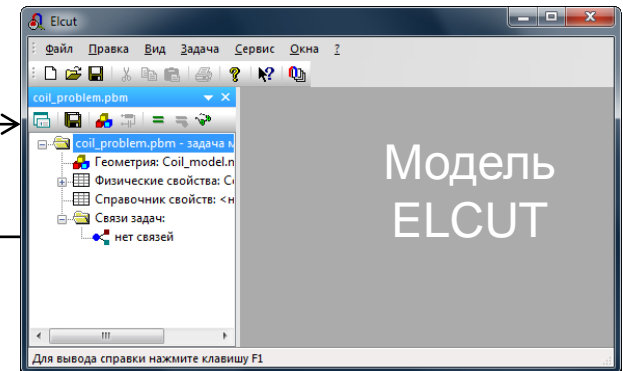 Elcut
Файл Правка Вид Задача Сервис Окна ?
coil_problem.pbm
coil_problem.pbm - задача м
Геометрия: Coil_model.n
Физические свойства: Co
Справочник свойств: <н
Связи задач:
нет связей
Модель
ELCUT
Для вывода справки нажмите клавишу F1